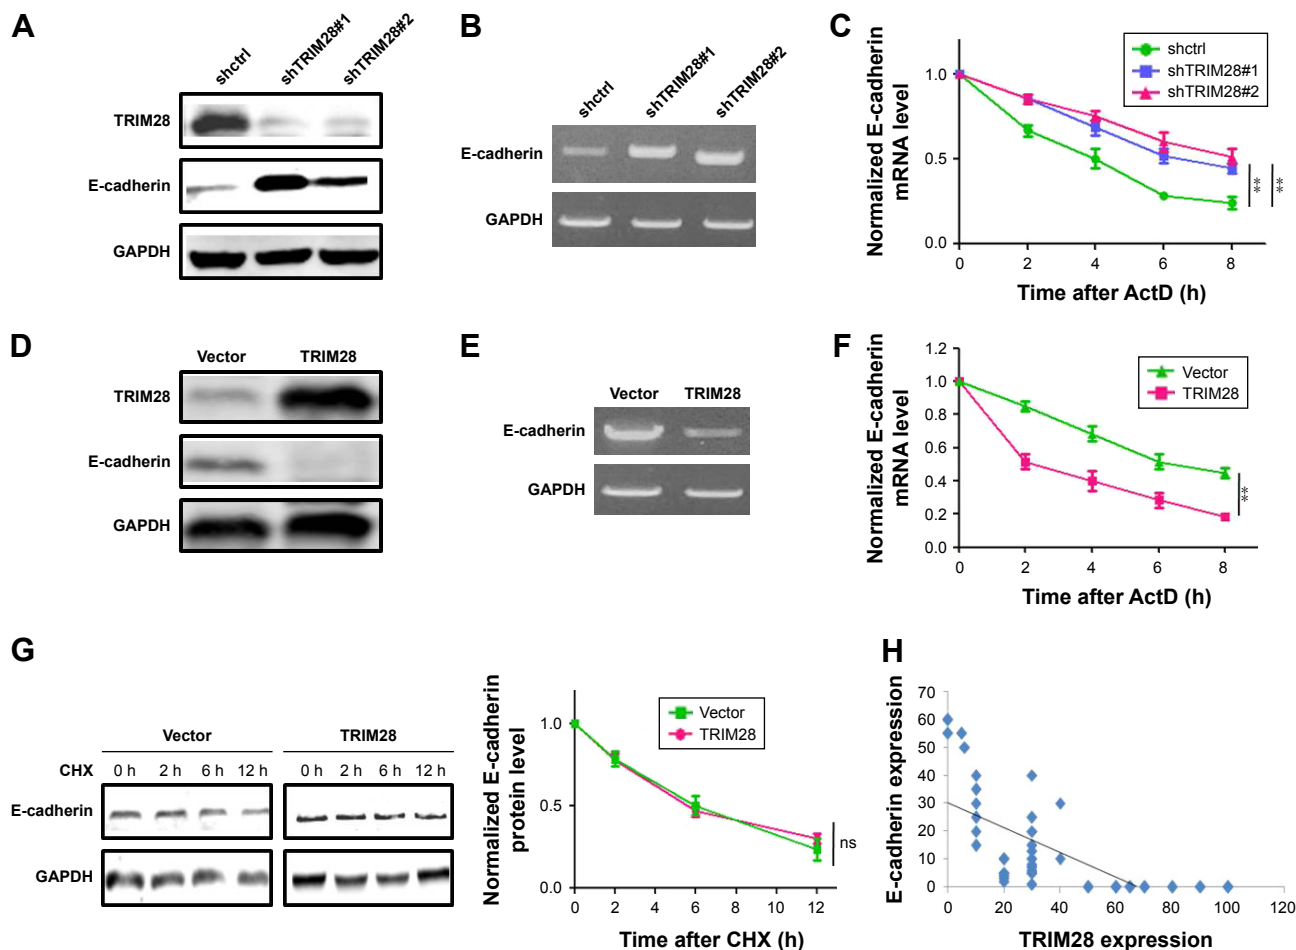 A
shctrl
shTRIM28#1
shTRIM28#2
TRIM28
E-cadherin
GAPDH
B
shctrl
shTRIM28#1
shTRIM28#2
E-cadherin
GAPDH
C
Normalized E-cadherin
mRNA level
1.0
0.5
0.0
shctrl
shTRIM28#1
shTRIM28#2
**
**
0 2 4 6 8
Time after ActD (h)
D
Vector TRIM28
TRIM28
E-cadherin
GAPDH
E
Vector TRIM28
E-cadherin
GAPDH
F
Normalized E-cadherin
mRNA level
1.2
1.0
0.8
0.6
0.4
0.2
0.0
Vector
TRIM28
**
0 2 4 6 8
Time after ActD (h)
G
Vector TRIM28
CHX 0 h 2 h 6 h 12 h 0 h 2 h 6 h 12 h
E-cadherin
GAPDH
Normalized E-cadherin
protein level
1.0
0.5
0.0
Vector
TRIM28
ns
0 2 4 6 8 10 12
Time after CHX (h)
H
E-cadherin expression
70
60
50
40
30
20
10
0
0 20 40 60 80 100 120
TRIM28 expression